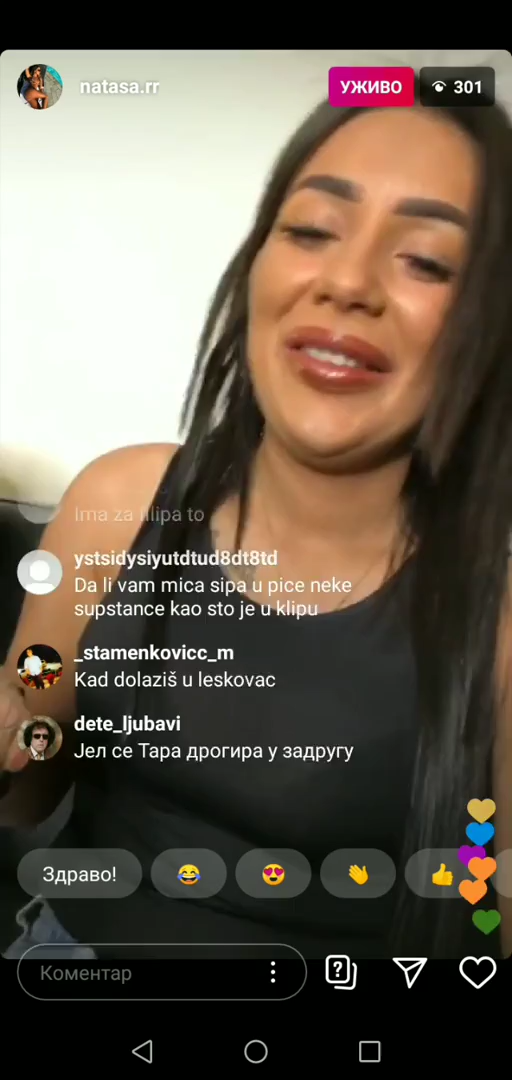 natasa.rr
УЖИВО
301
Ima za filipa to
ystsidysiyutdtud8dt8td
Da li vam mica sipa u pice neke
supstance kao sto je u klipu
_stamenkovicc_m
Kad dolaziš u leskovac
dete_ljubavi
Јел се Тара дрогира у задругу
Здраво!
Коментар